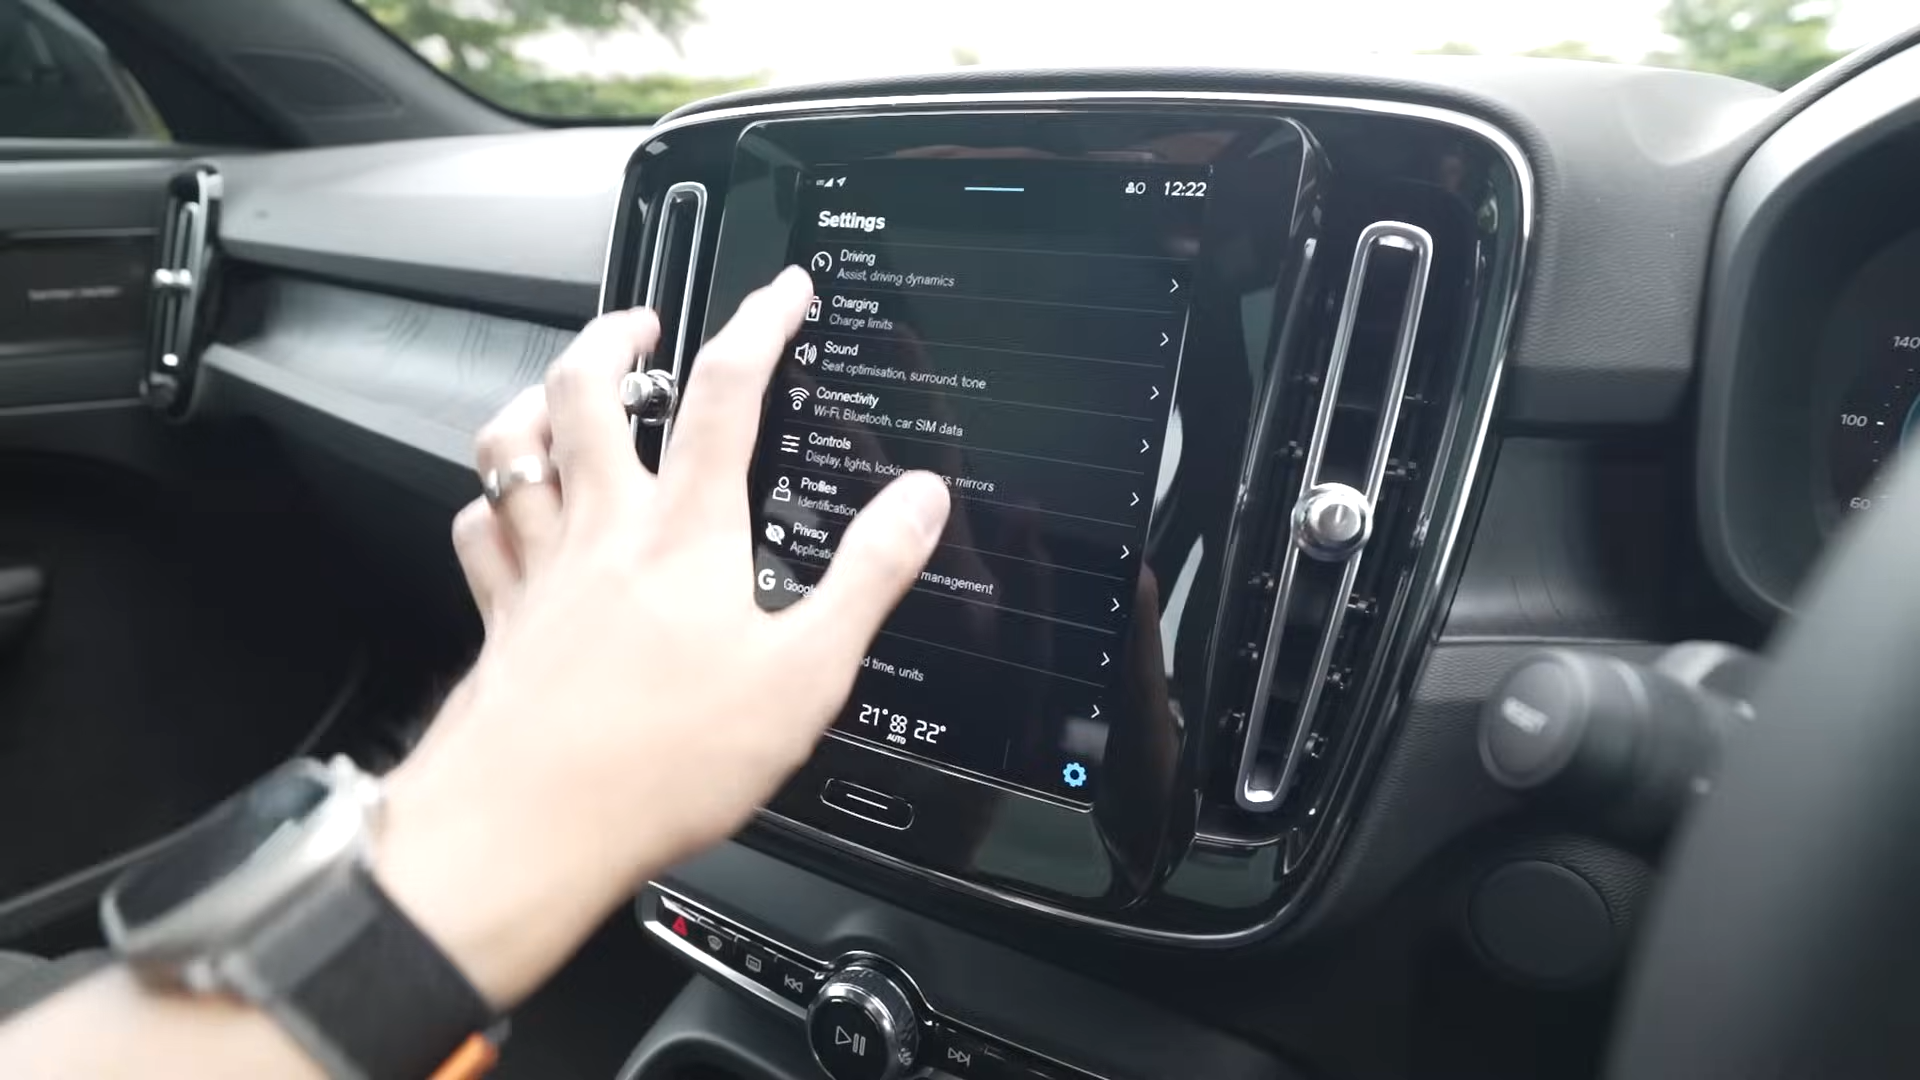 12:22
Settings
Driving
Assist, driving dynamics
Charging
Charge limits
Sound
Seat optimisation, surround, tone
Connectivity
Wi-Fi, Bluetooth, car SIM data
Controls
Display, lights, mirrors
Profiles
Identification
Privacy
management
G
time, units
21° 22°
AUTO
140
100
60